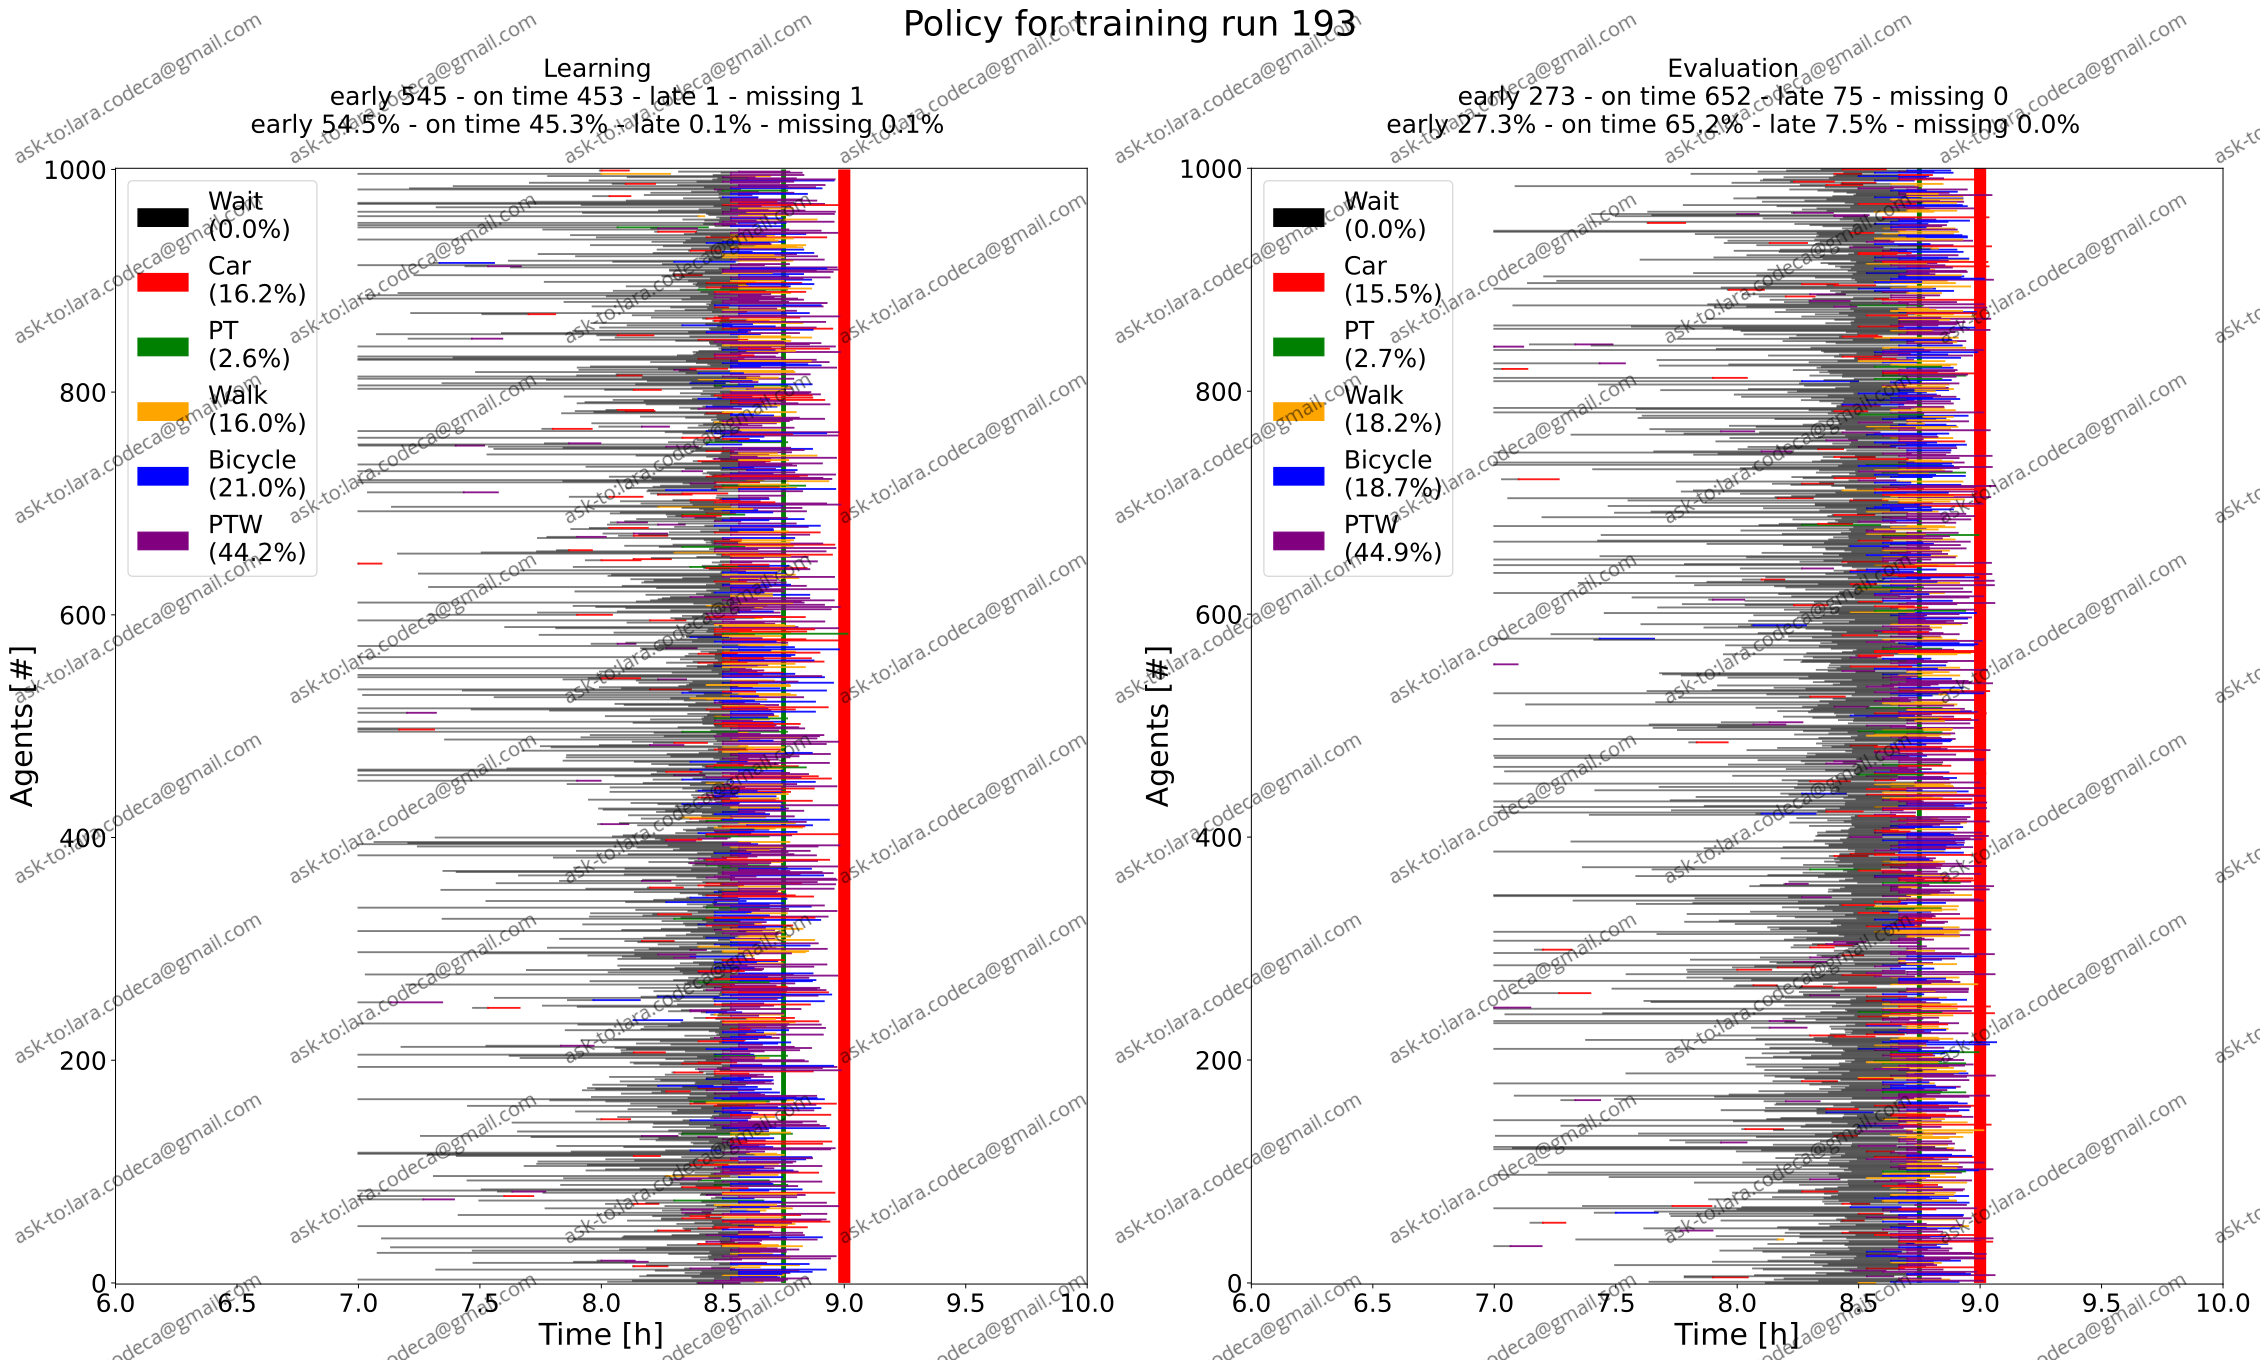 Policy for training run 193
Learning
early 545 - on time 453 - late 1 - missing 1
early 54.5% - on time 45.3% - late 0.1% - missing 0.1%
1000
800
600
400
200
0
Agents [#]
Wait
(0.0%)
Car
(16.2%)
PT
(2.6%)
Walk
(16.0%)
Bicycle
(21.0%)
PTW
(44.2%)
6.0 6.5 7.0 7.5 8.0 8.5 9.0 9.5 10.0
Time [h]
Evaluation
early 273 - on time 652 - late 75 - missing 0
early 27.3% - on time 65.2% - late 7.5% - missing 0.0%
1000
800
600
400
200
0
Agents [#]
Wait
(0.0%)
Car
(15.5%)
PT
(2.7%)
Walk
(18.2%)
Bicycle
(18.7%)
PTW
(44.9%)
6.0 6.5 7.0 7.5 8.0 8.5 9.0 9.5 10.0
Time [h]
ask-to:lara.codeca@gmail.com